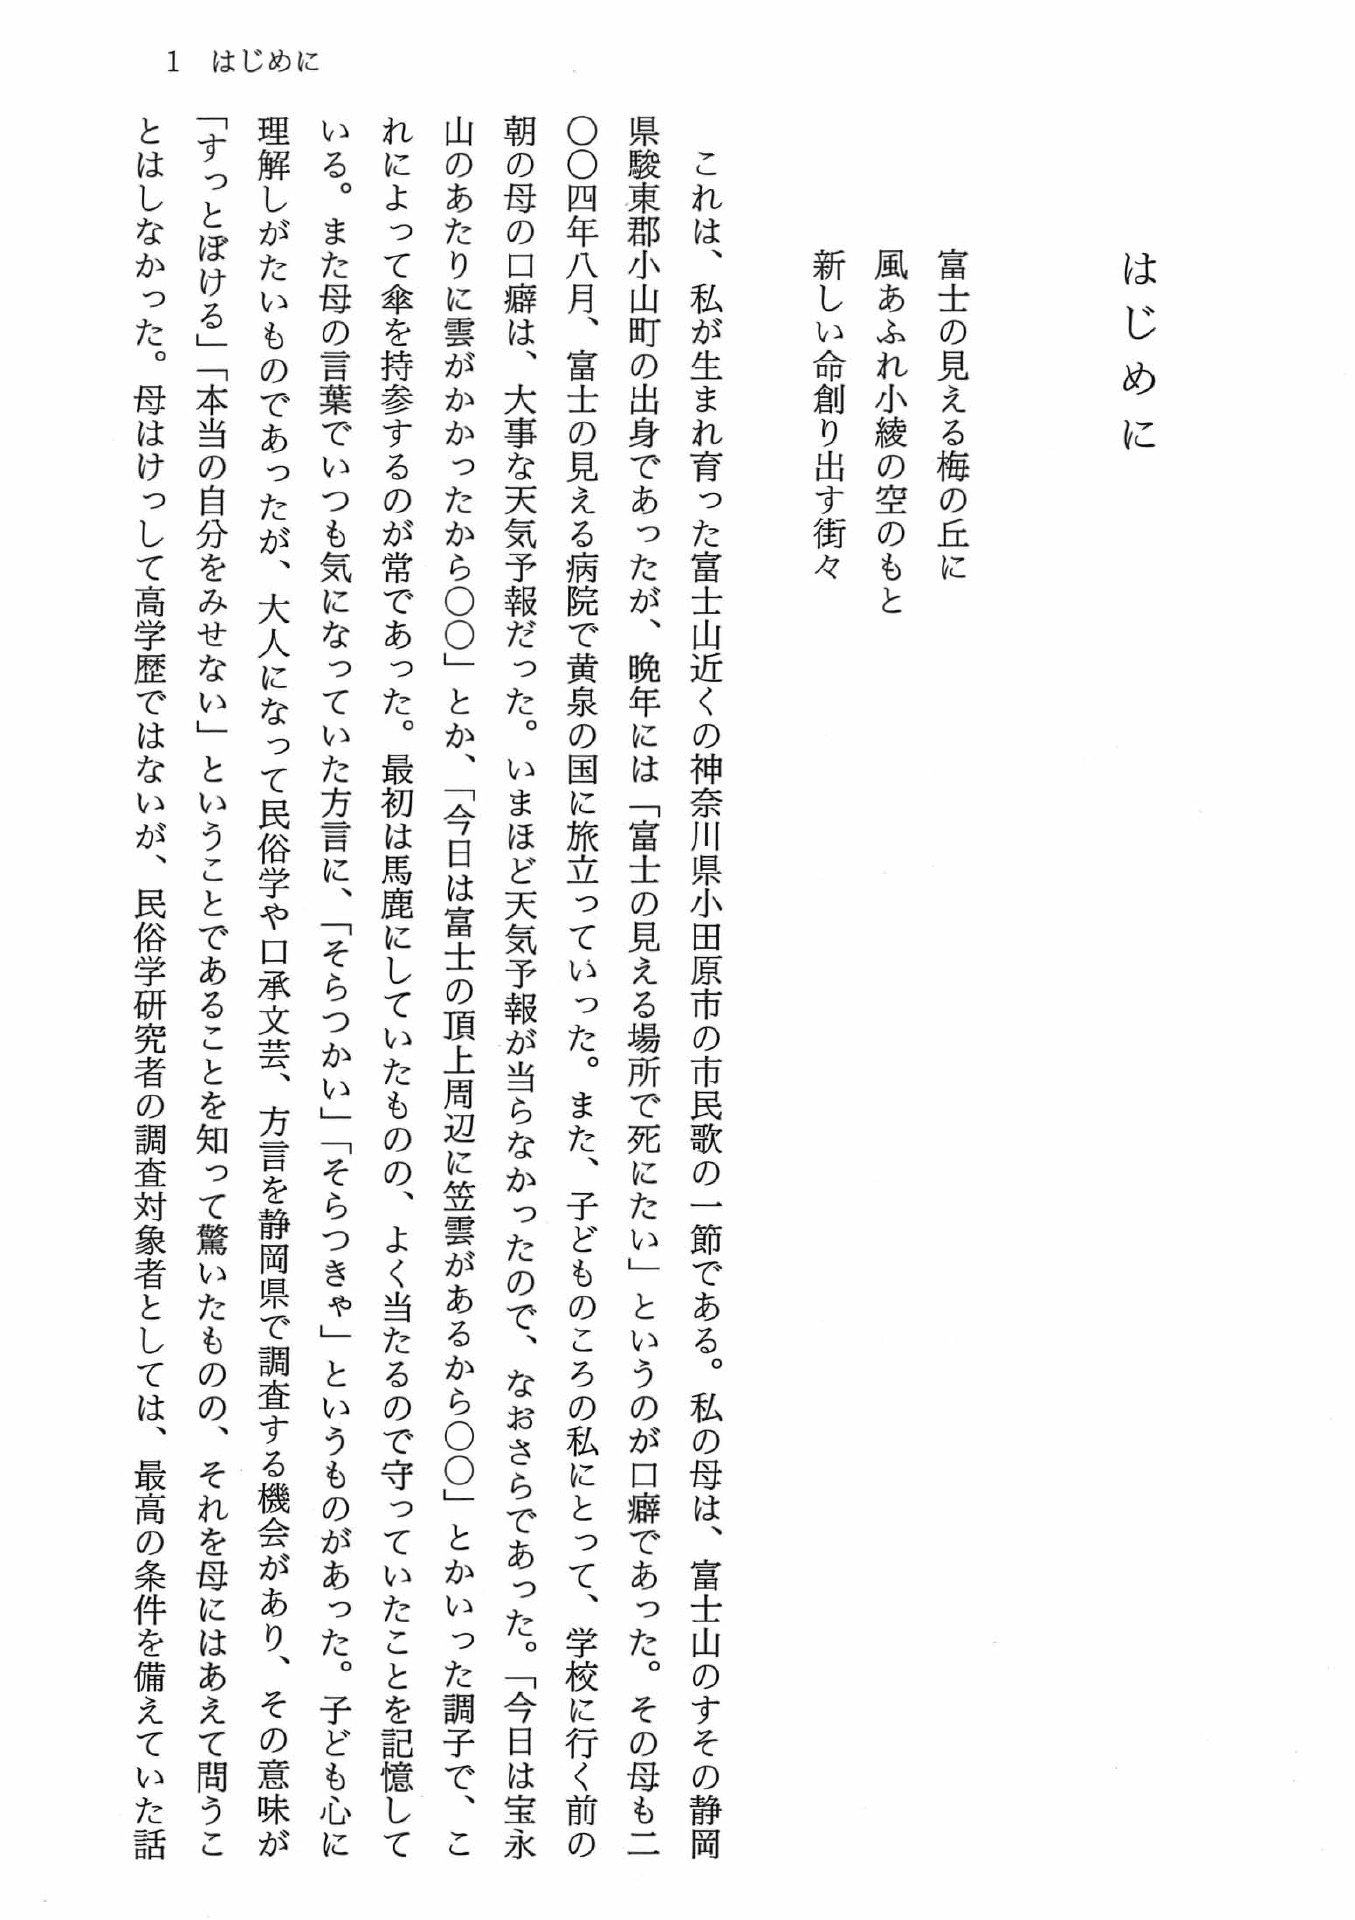 1 はじめに
はじめに
富士の見える梅の丘に
風あふれ小綾の空のもと
新しい命創り出す街々
これは、私が生まれ育った富士山近くの神奈川県小田原市の市民歌の一節である。私の母は、富士山のすその静岡
県駿東郡小山町の出身であったが、晩年には「富士の見える場所で死にたい」というのが口癖であった。その母も二
〇〇四年八月、富士の見える病院で黄泉の国に旅立っていった。また、子どものころの私にとって、学校に行く前の
朝の母の口癖は、大事な天気予報だった。いまほど天気予報が当らなかったので、なおさらであった。「今日は宝永
山のあたりに雲がかかったから〇〇」とか、「今日は富士の頂上周辺に笠雲があるから〇〇」とかいった調子で、こ
れによって傘を持参するのが常であった。最初は馬鹿にしていたものの、よく当たるので守っていたことを記憶して
いる。また母の言葉でいつも気になっていた方言に、「そらつかい」「そらつきゃ」というものがあった。子ども心に
理解しがたいものであったが、大人になって民俗学や口承文芸、方言を静岡県で調査する機会があり、その意味が
「すっとぼける」「本当の自分をみせない」ということであることを知って驚いたものの、それを母にはあえて問うこ
とはしなかった。母はけっして高学歴ではないが、民俗学研究者の調査対象者としては、最高の条件を備えていた話